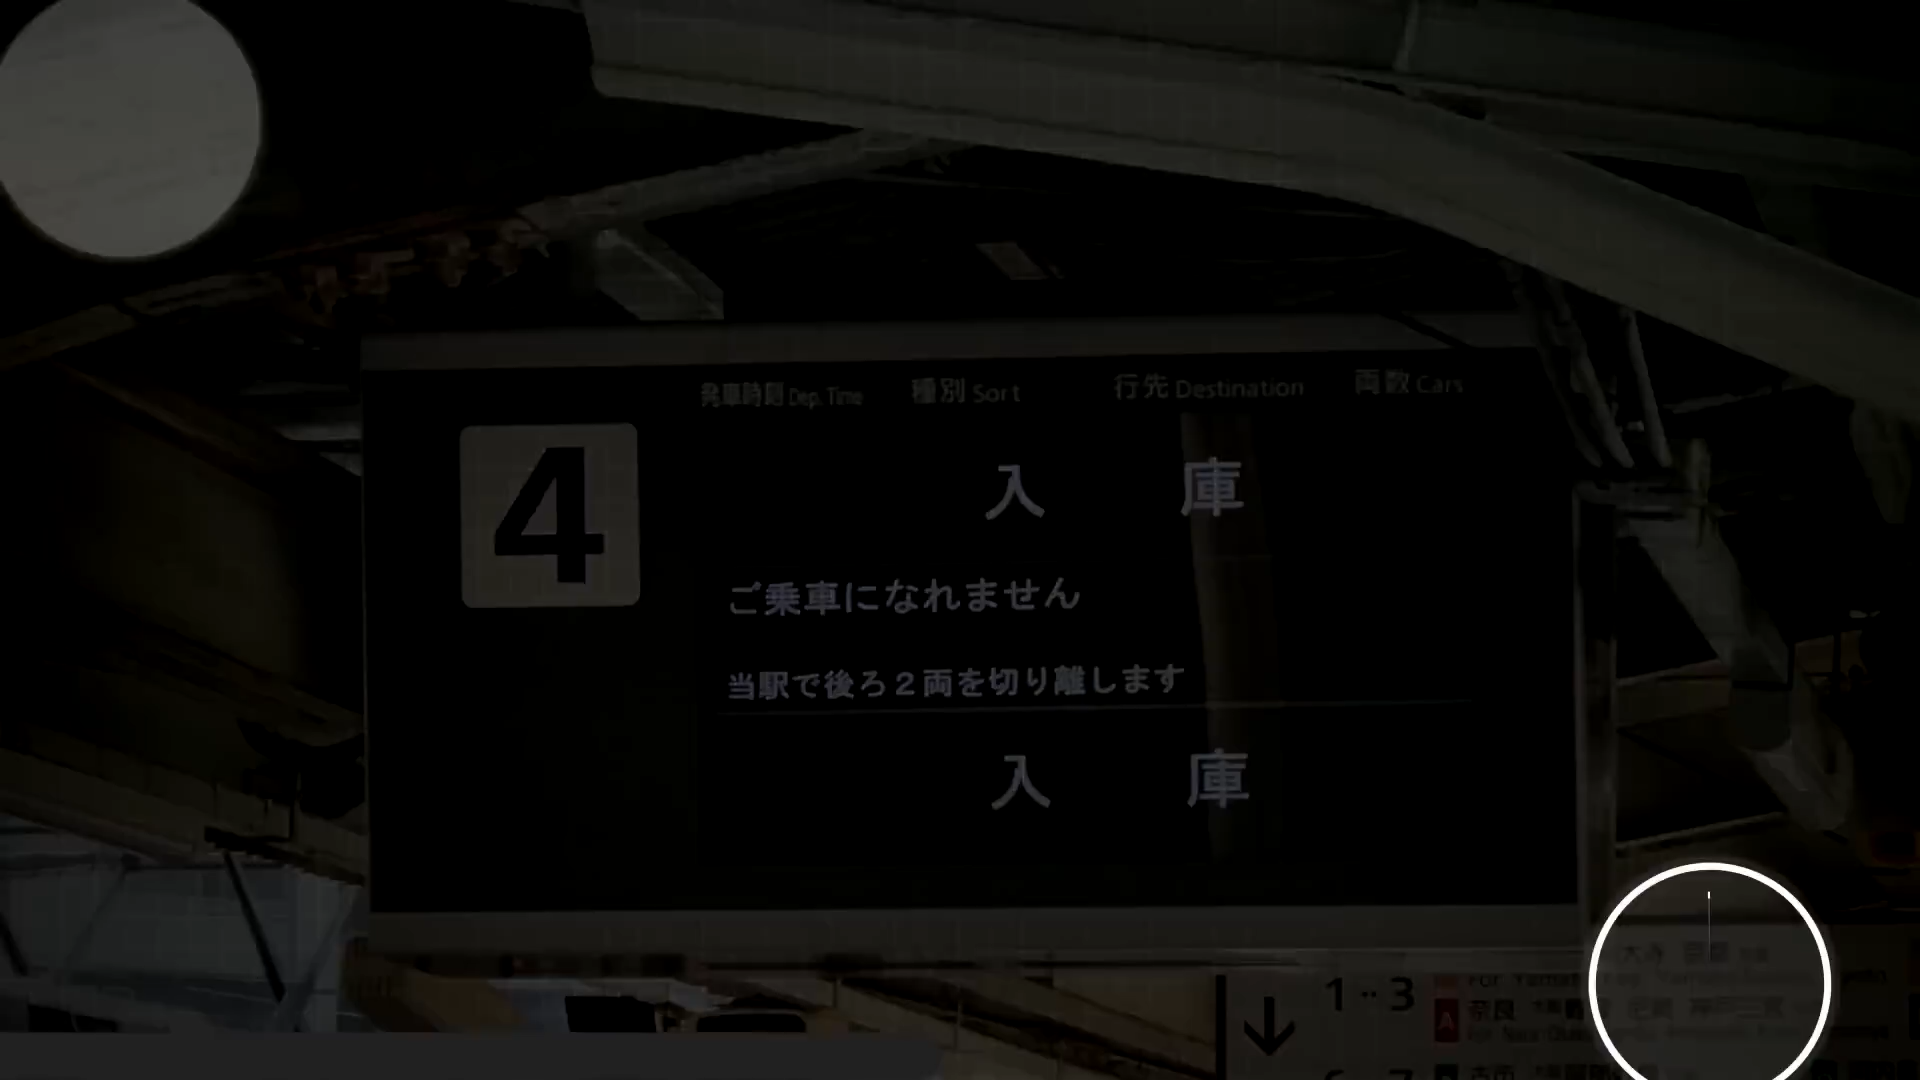 発車時刻 Dep. Time 種別 Sort 行先 Destination 両数 Cars
4
入 庫
ご乗車になれません
当駅で後ろ2両を切り離します
入 庫
1 3
A 奈良